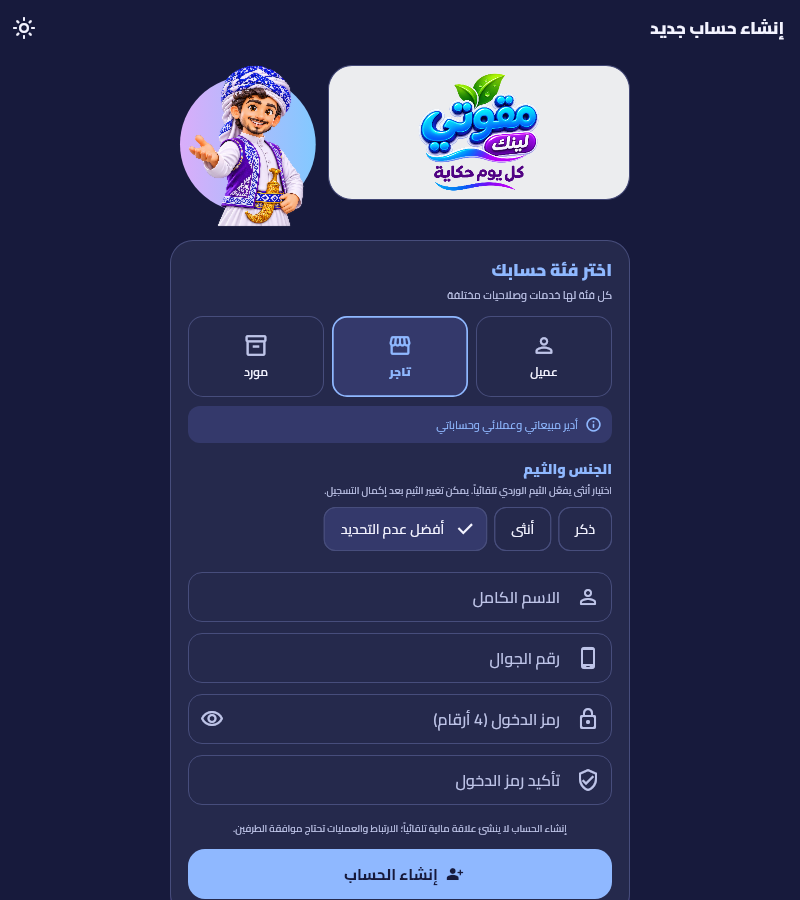 إنشاء حساب جديد
مقوتي
لينك
كل يوم حكاية
اختر فئة حسابك
كل فئة لها خدمات وصلاحيات مختلفة
عميل
تاجر
مورد
أدير مبيعاتي وعملائي وحساباتي
الجنس والثيم
اختيار أنثى يفعّل الثيم الوردي تلقائياً. يمكن تغيير الثيم بعد إكمال التسجيل.
ذكر
أنثى
أفضل عدم التحديد
الاسم الكامل
رقم الجوال
رمز الدخول (4 أرقام)
تأكيد رمز الدخول
إنشاء الحساب لا ينشئ علاقة مالية تلقائياً؛ الارتباط والعمليات تحتاج موافقة الطرفين.
إنشاء الحساب